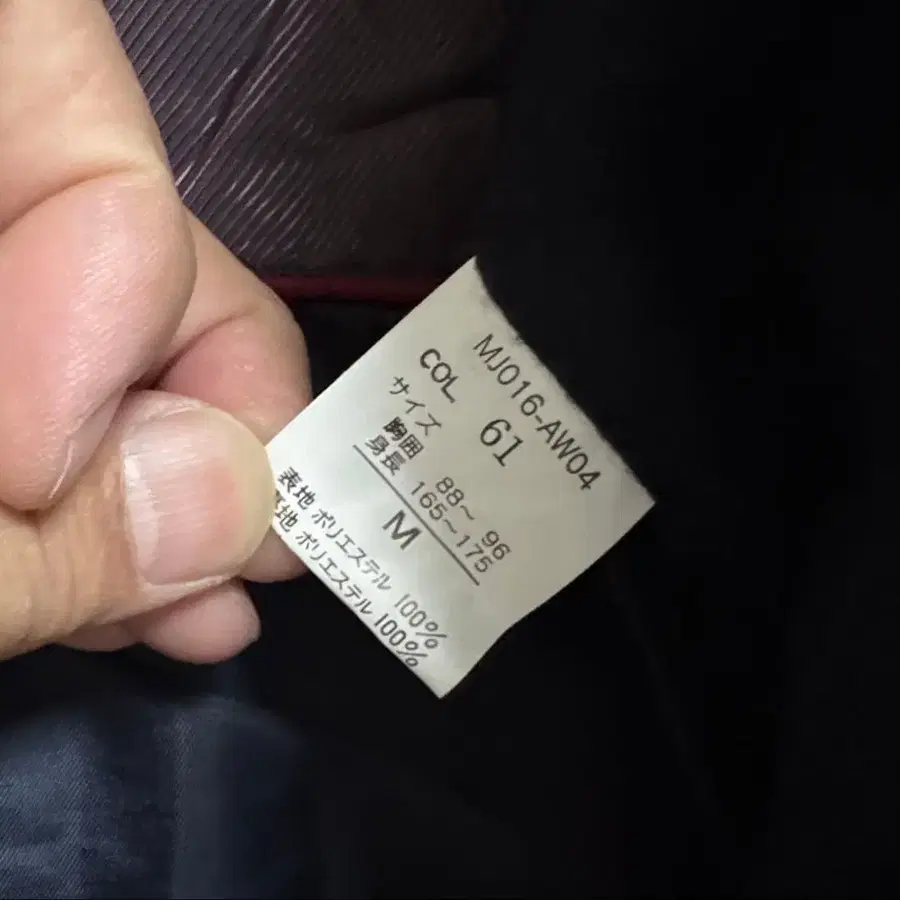 MJ016-AW04
COL 61
サイズ
胸囲 88～ 96
身長 165～175
M
表地 ポリエステル 100%
地 ポリエステル 100%